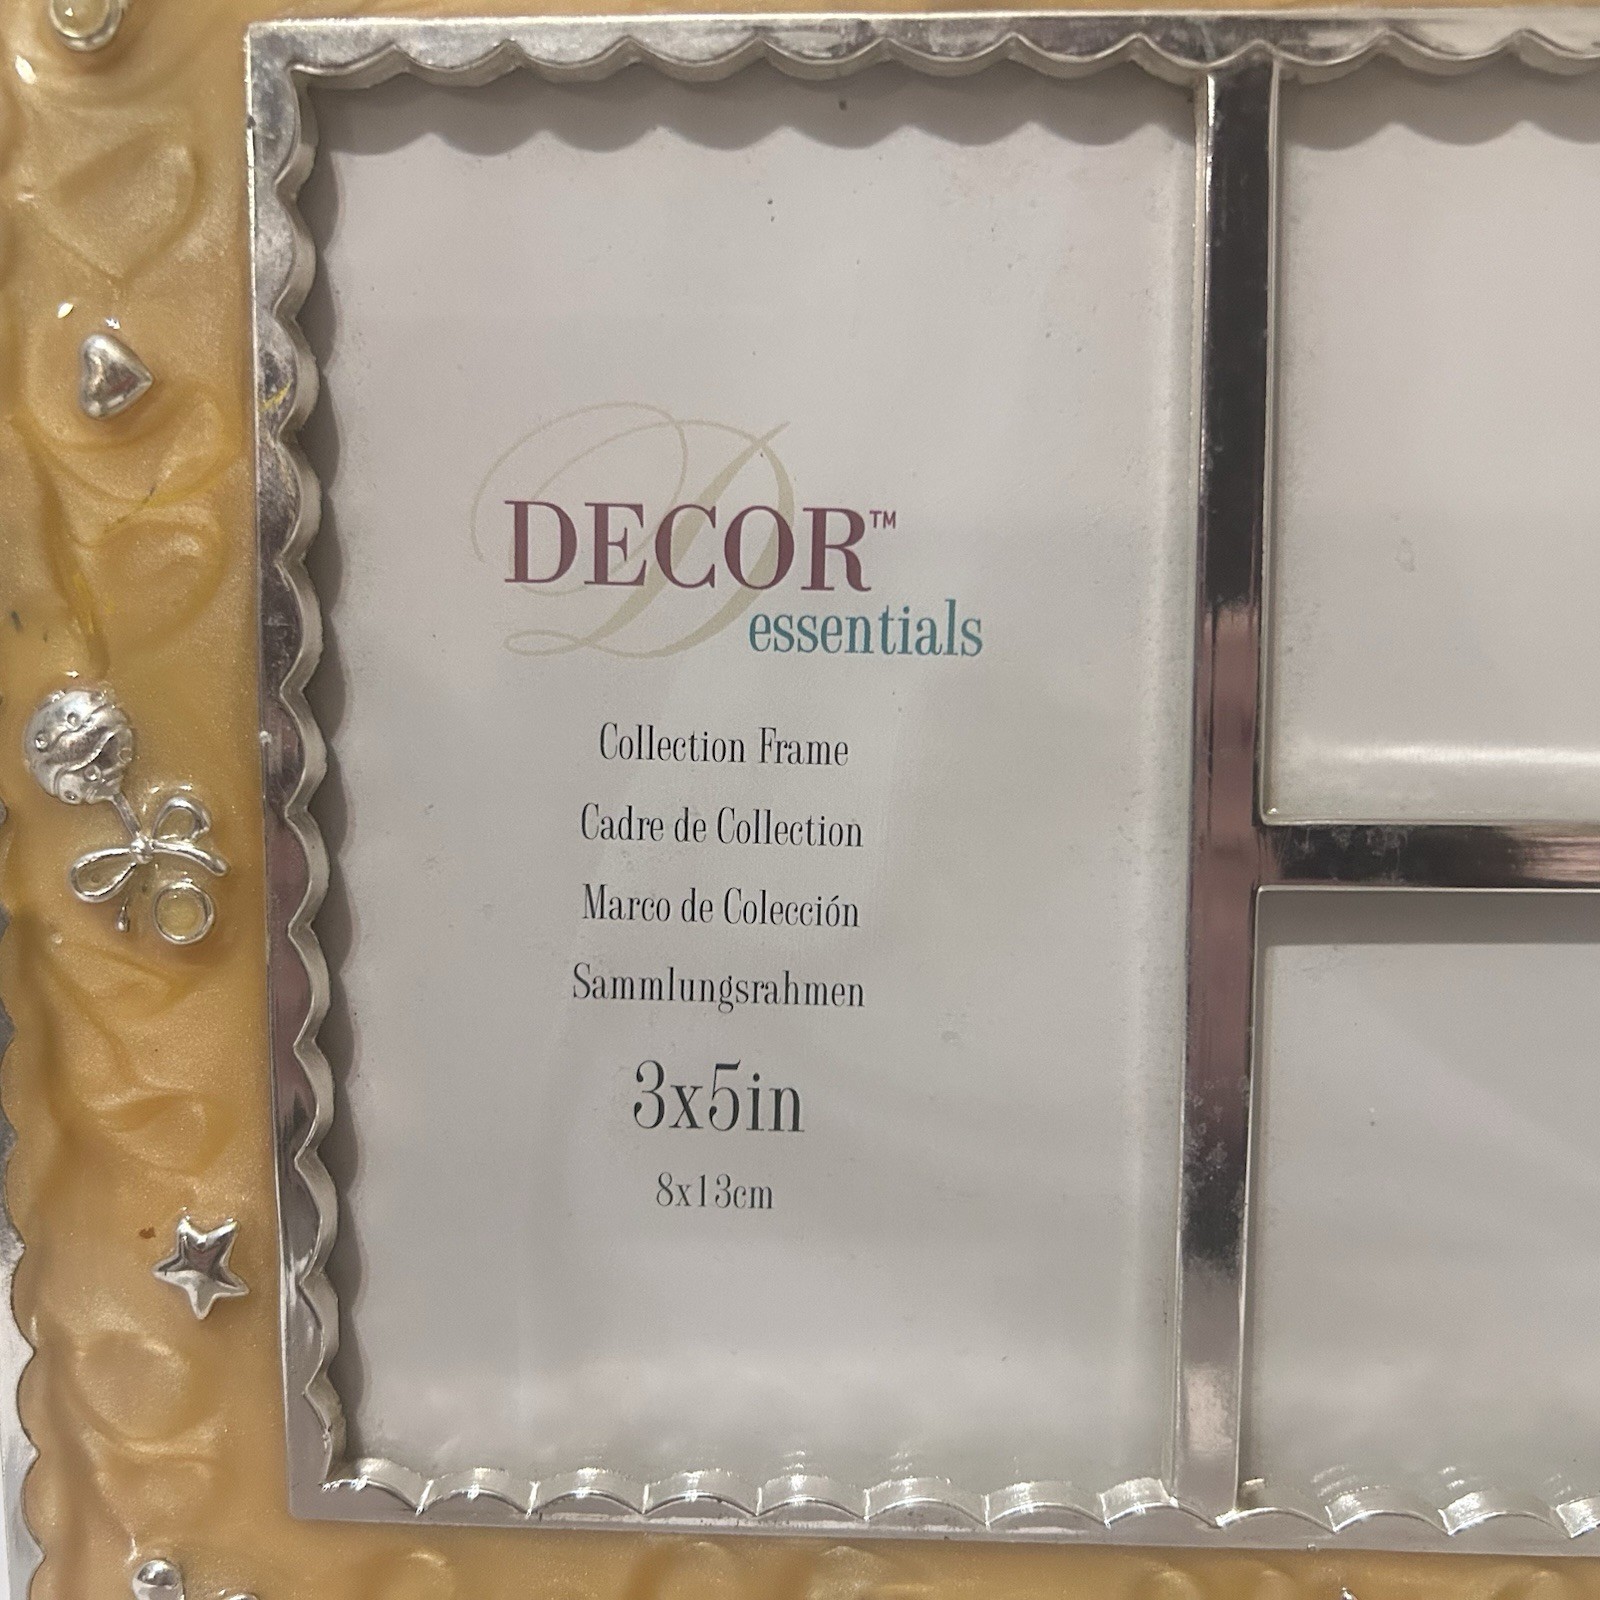 DECOR™
essentials
Collection Frame
Cadre de Collection
Marco de Colección
Sammlungsrahmen
3x5in
8x13cm